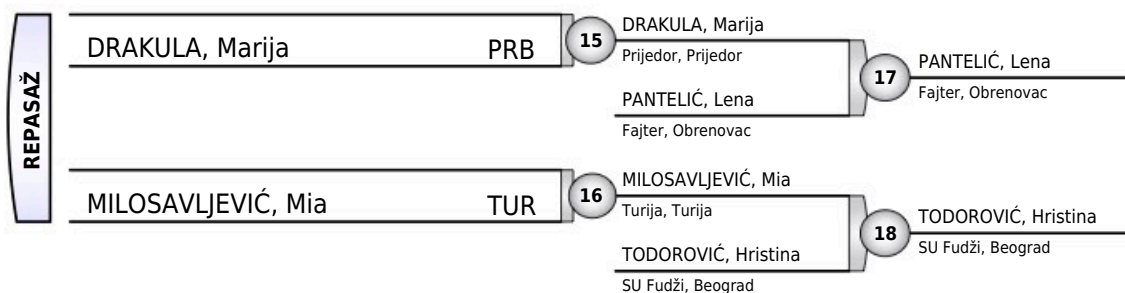 REPASAŽ
DRAKULA, Marija PRB
15
DRAKULA, Marija
Prijedor, Prijedor
PANTELIĆ, Lena
Fajter, Obrenovac
17
PANTELIĆ, Lena
Fajter, Obrenovac
MILOSAVLJEVIĆ, Mia TUR
16
MILOSAVLJEVIĆ, Mia
Turija, Turija
TODOROVIĆ, Hristina
SU Fudži, Beograd
18
TODOROVIĆ, Hristina
SU Fudži, Beograd